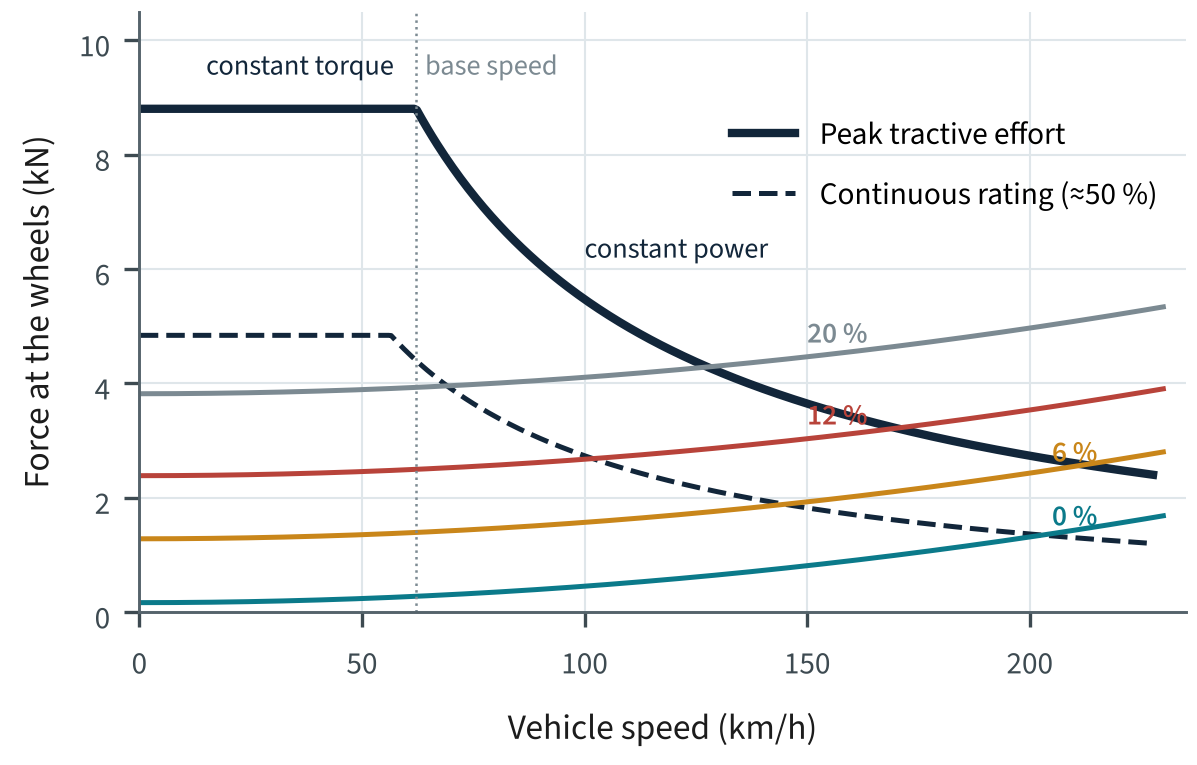 10
constant torque
base speed
Peak tractive effort
8
Continuous rating (≈50 %)
constant power
6
20 %
4
12 %
6 %
2
0 %
0
Force at the wheels (kN)
0
50
100
150
200
Vehicle speed (km/h)